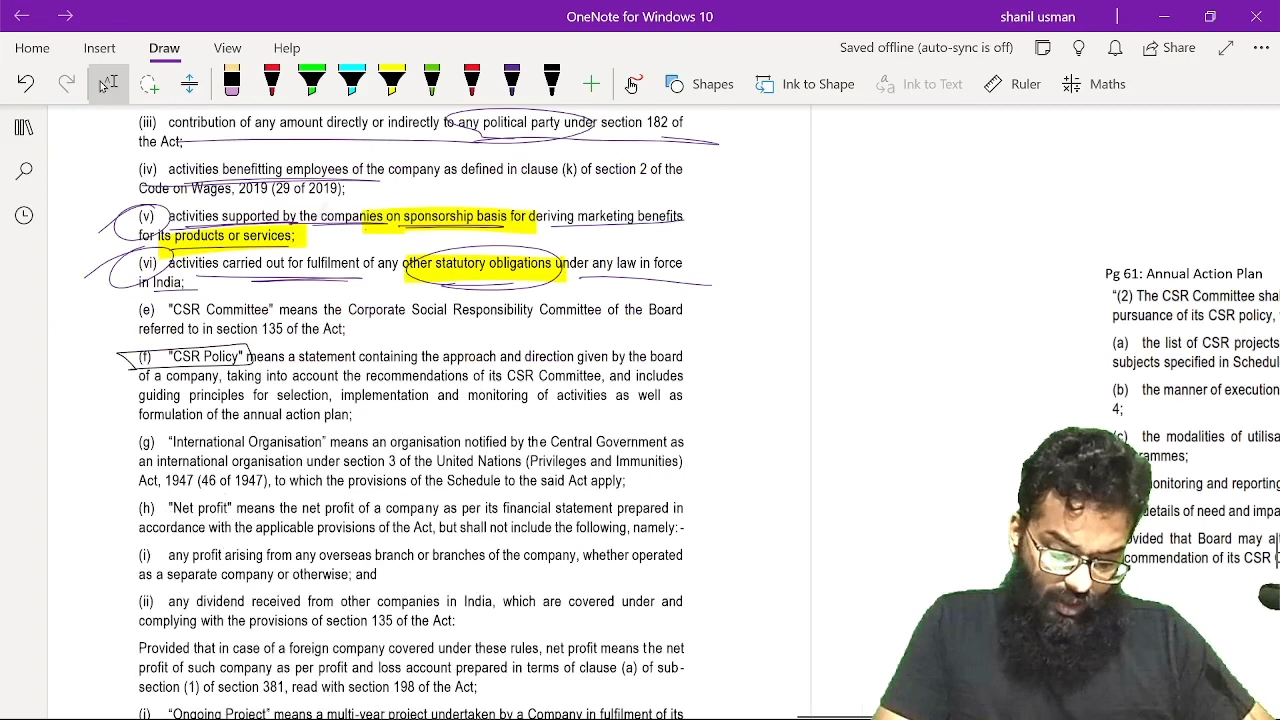 OneNote for Windows 10
shanil usman
Home Insert Draw View Help
Saved offline (auto-sync is off)
Share
Shapes
Ink to Shape
Ink to Text
Ruler
Maths
(iii) contribution of any amount directly or indirectly to any political party under section 182 of
the Act;
(iv) activities benefitting employees of the company as defined in clause (k) of section 2 of the
Code on Wages, 2019 (29 of 2019);
(v) activities supported by the companies on sponsorship basis for deriving marketing benefits
for its products or services;
(vi) activities carried out for fulfilment of any other statutory obligations under any law in force
in India;
(e) "CSR Committee" means the Corporate Social Responsibility Committee of the Board
referred to in section 135 of the Act;
(f) "CSR Policy" means a statement containing the approach and direction given by the board
of a company, taking into account the recommendations of its CSR Committee, and includes
guiding principles for selection, implementation and monitoring of activities as well as
formulation of the annual action plan;
(g) "International Organisation" means an organisation notified by the Central Government as
an international organisation under section 3 of the United Nations (Privileges and Immunities)
Act, 1947 (46 of 1947), to which the provisions of the Schedule to the said Act apply;
(h) "Net profit" means the net profit of a company as per its financial statement prepared in
accordance with the applicable provisions of the Act, but shall not include the following, namely:-
(i) any profit arising from any overseas branch or branches of the company, whether operated
as a separate company or otherwise; and
(ii) any dividend received from other companies in India, which are covered under and
complying with the provisions of section 135 of the Act:
Provided that in case of a foreign company covered under these rules, net profit means the net
profit of such company as per profit and loss account prepared in terms of clause (a) of sub-
section (1) of section 381, read with section 198 of the Act;
(i) "Ongoing Project" means a multi-year project undertaken by a Company in fulfilment of its
Pg 61: Annual Action Plan
"(2) The CSR Committee shal
pursuance of its CSR policy,
(a) the list of CSR projects
subjects specified in Schedul
(b) the manner of execution
4;
(c) the modalities of utilisa
rammes;
onitoring and reporting
details of need and impa
ovided that Board may a
commendation of its CSR